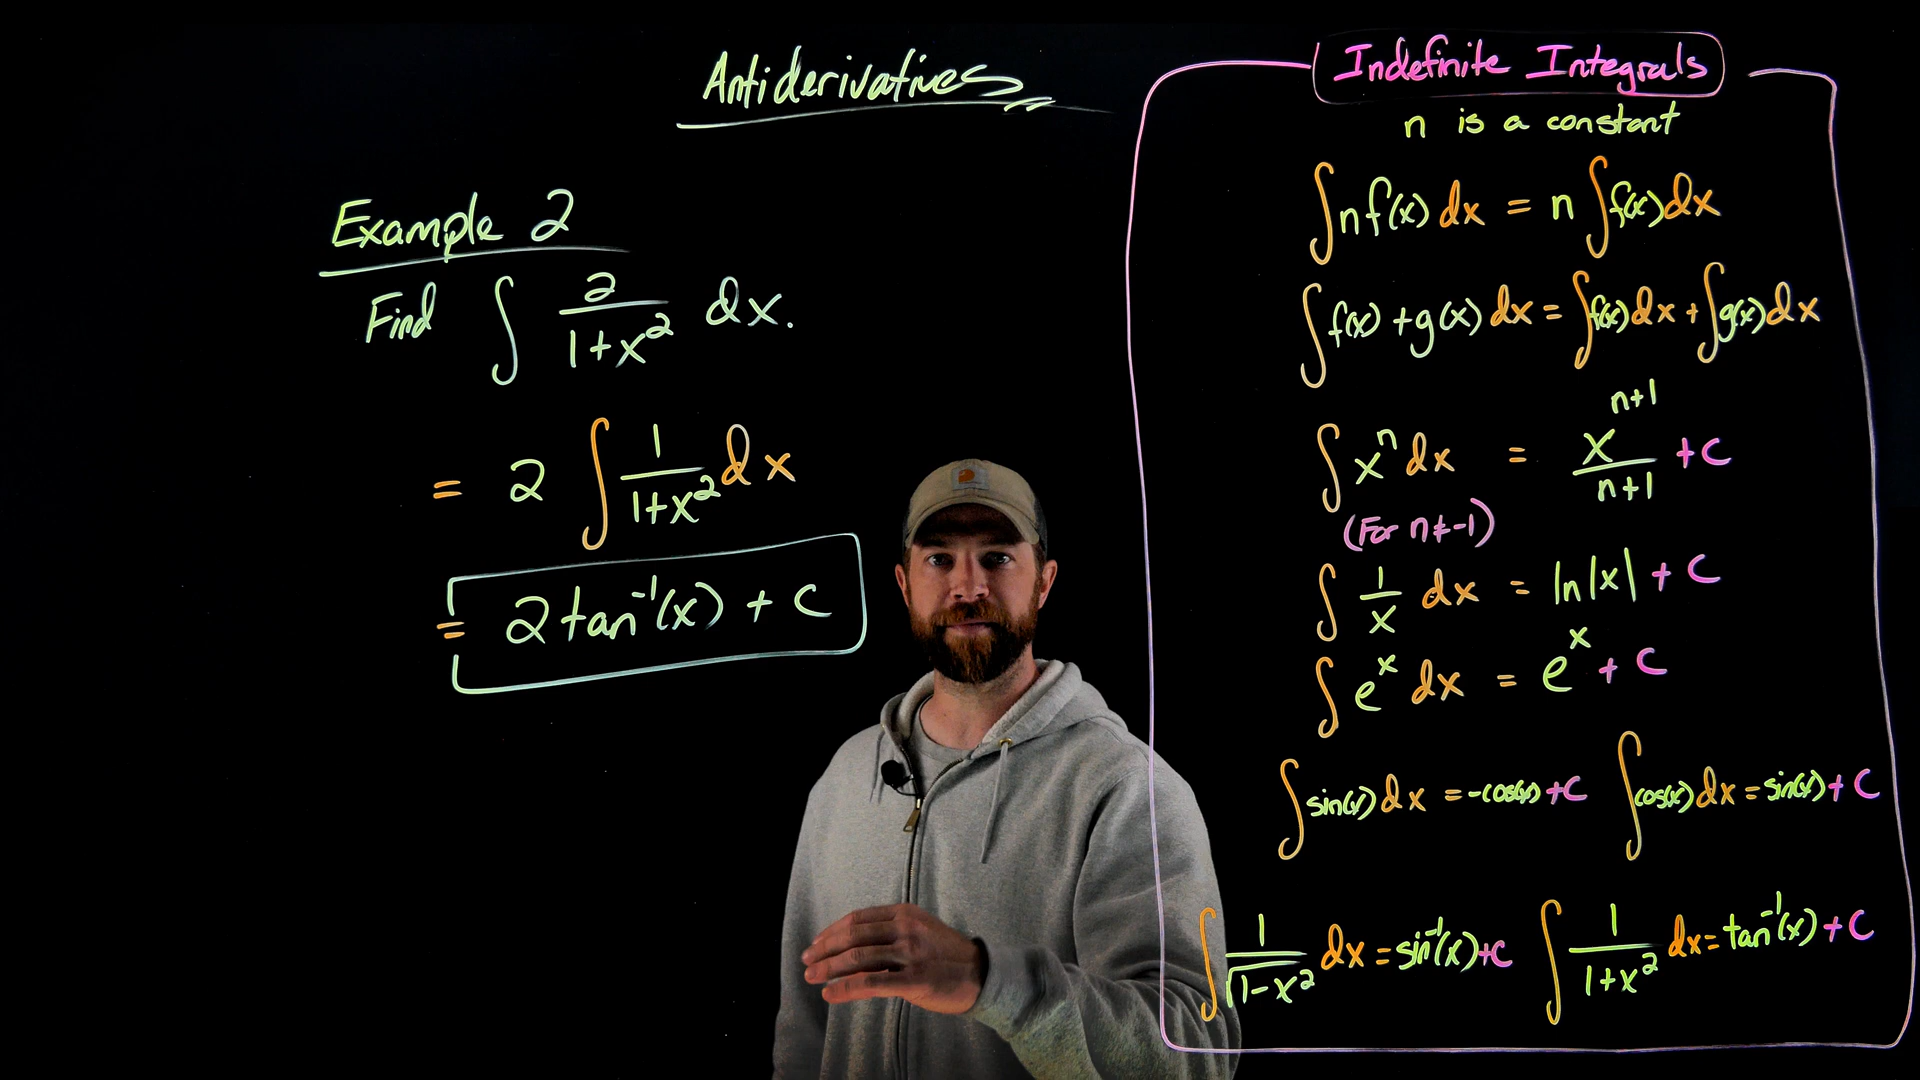 Antiderivatives
Example 2
Find ∫ 2/(1+x²) dx.
= 2 ∫ 1/(1+x²) dx
= 2 tan⁻¹(x) + C
Indefinite Integrals
n is a constant
∫ n f(x) dx = n ∫ f(x) dx
∫ f(x) + g(x) dx = ∫ f(x) dx + ∫ g(x) dx
∫ xⁿ dx = xⁿ⁺¹/(n+1) + C
(For n ≠ -1)
∫ 1/x dx = ln|x| + C
∫ eˣ dx = eˣ + C
∫ sin(x) dx = -cos(x) + C ∫ cos(x) dx = sin(x) + C
∫ 1/√(1-x²) dx = sin⁻¹(x) + C ∫ 1/(1+x²) dx = tan⁻¹(x) + C